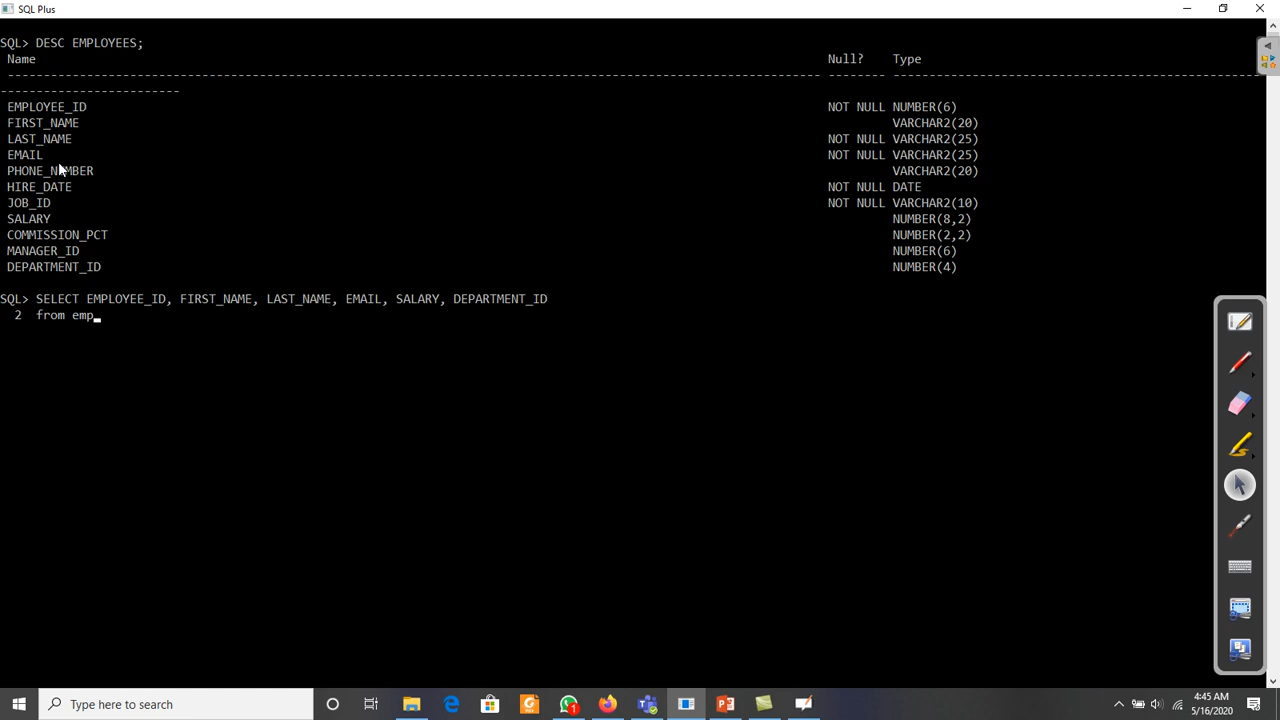 SQL Plus
SQL> DESC EMPLOYEES;
Name Null? Type
----------------------------------------------------------------------------------------------------------------- -------- ----------------------------------------------------
-------------------------
EMPLOYEE_ID NOT NULL NUMBER(6)
FIRST_NAME VARCHAR2(20)
LAST_NAME NOT NULL VARCHAR2(25)
EMAIL NOT NULL VARCHAR2(25)
PHONE_NUMBER VARCHAR2(20)
HIRE_DATE NOT NULL DATE
JOB_ID NOT NULL VARCHAR2(10)
SALARY NUMBER(8,2)
COMMISSION_PCT NUMBER(2,2)
MANAGER_ID NUMBER(6)
DEPARTMENT_ID NUMBER(4)
SQL> SELECT EMPLOYEE_ID, FIRST_NAME, LAST_NAME, EMAIL, SALARY, DEPARTMENT_ID
2 from emp_
Type here to search
1
4:45 AM
5/16/2020